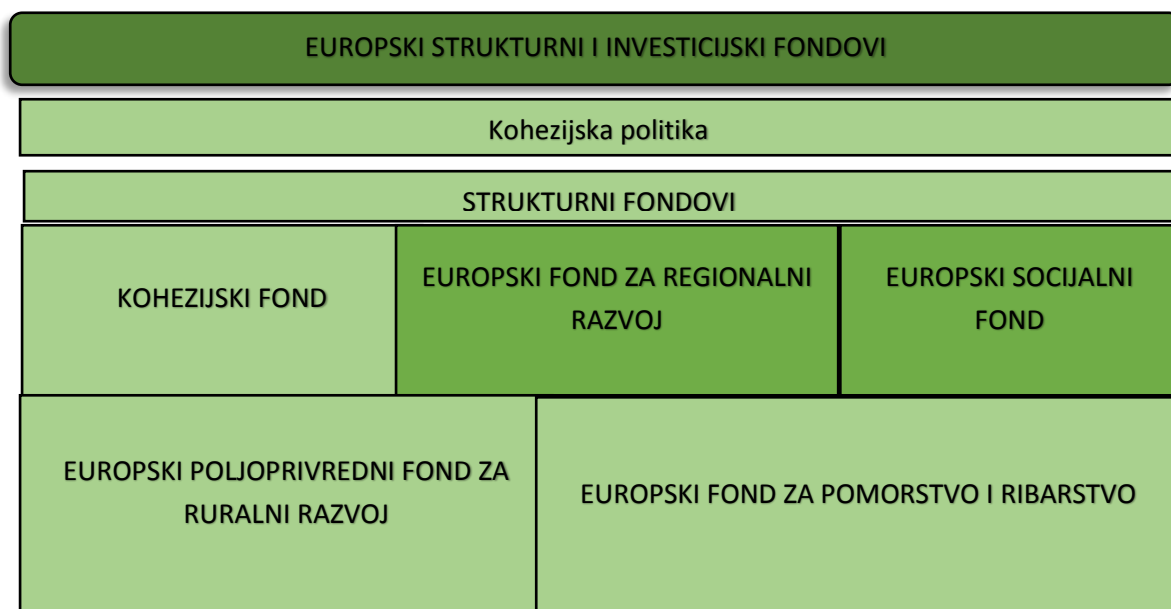 EUROPSKI STRUKTURNI I INVESTICIJSKI FONDOVI
Kohezijska politika
STRUKTURNI FONDOVI
KOHEZIJSKI FOND
EUROPSKI FOND ZA REGIONALNI
RAZVOJ
EUROPSKI SOCIJALNI
FOND
EUROPSKI POLJOPRIVREDNI FOND ZA
RURALNI RAZVOJ
EUROPSKI FOND ZA POMORSTVO I RIBARSTVO